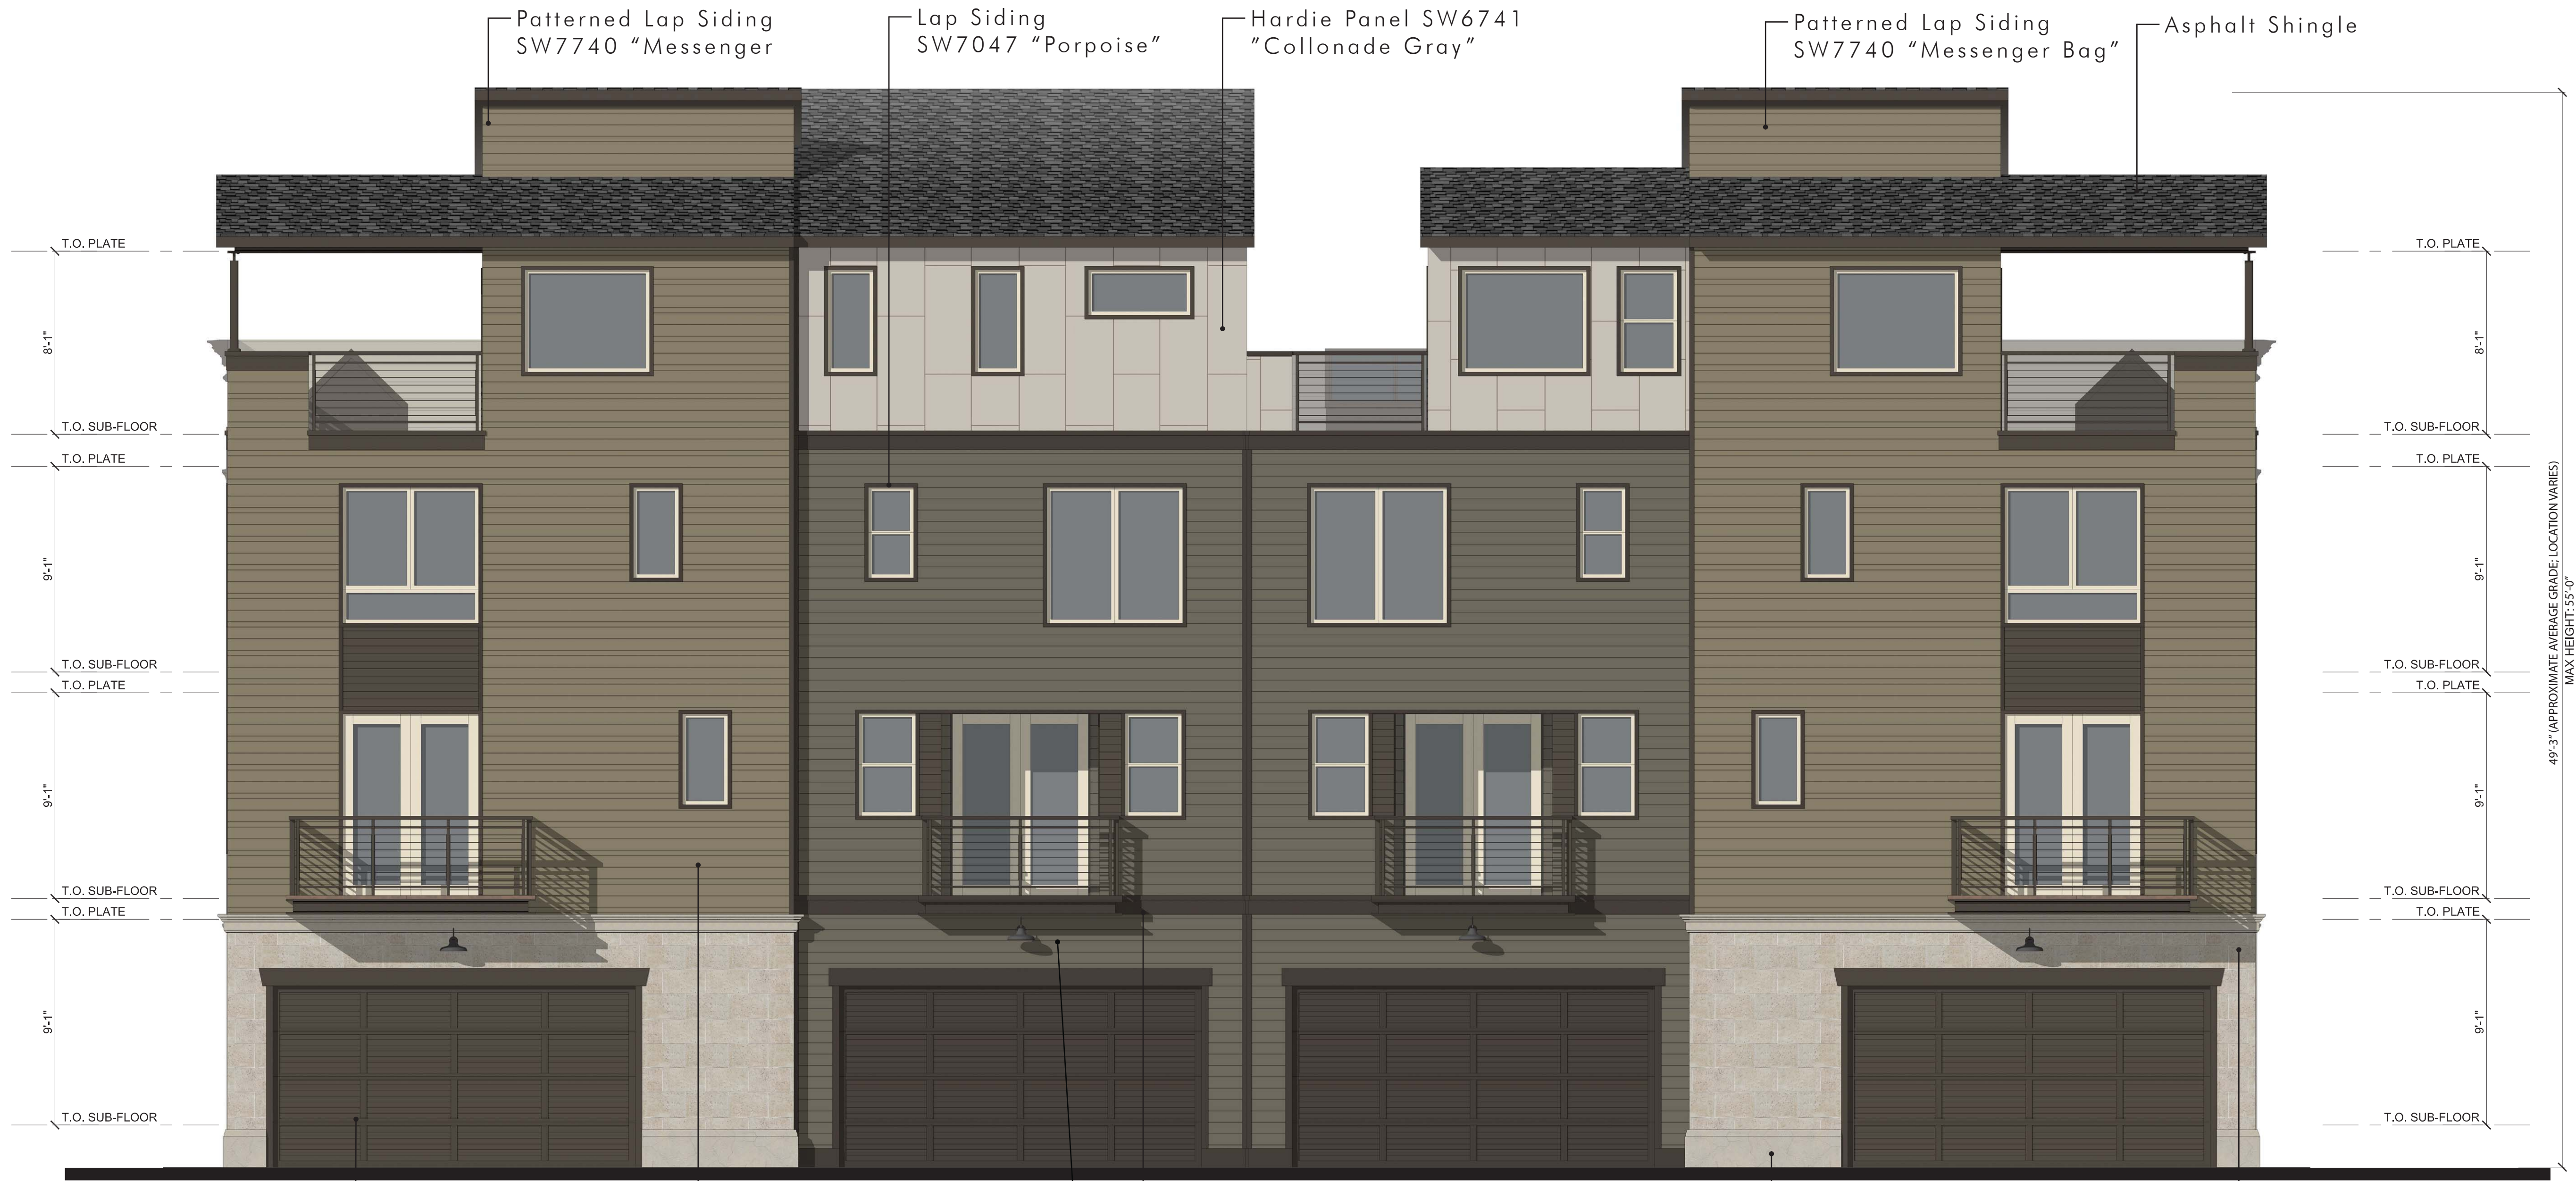 Patterned Lap Siding
SW7740 “Messenger
Lap Siding
SW7047 “Porpoise”
Hardie Panel SW6741
”Collonade Gray”
Patterned Lap Siding
SW7740 “Messenger Bag”
Asphalt Shingle
T.O. PLATE
8'-1"
T.O. SUB-FLOOR
T.O. PLATE
9'-1"
T.O. SUB-FLOOR
T.O. PLATE
9'-1"
T.O. SUB-FLOOR
T.O. PLATE
9'-1"
T.O. SUB-FLOOR
T.O. PLATE
8'-1"
T.O. SUB-FLOOR
T.O. PLATE
9'-1"
T.O. SUB-FLOOR
T.O. PLATE
9'-1"
T.O. SUB-FLOOR
T.O. PLATE
9'-1"
T.O. SUB-FLOOR
49'-3" (APPROXIMATE AVERAGE GRADE; LOCATION VARIES)
MAX HEIGHT: 55'-0"